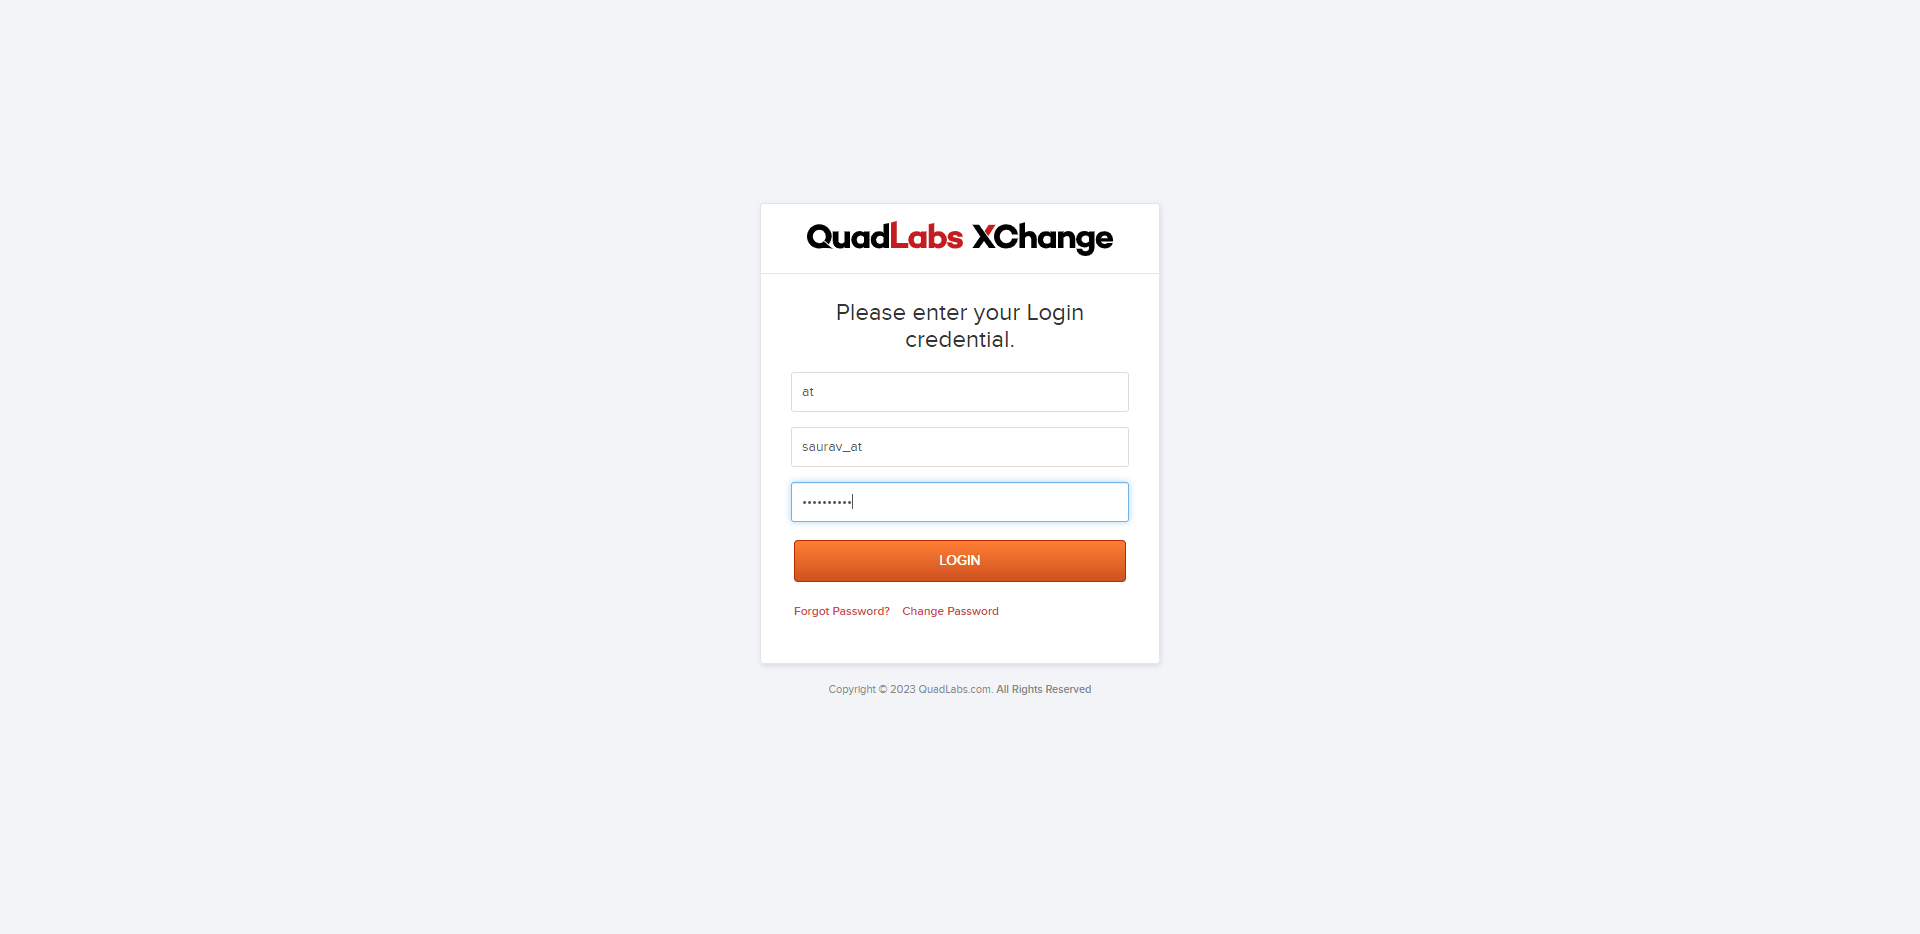 QuadLabs XChange
Please enter your Login
credential.
at
saurav_at
••••••••••
LOGIN
Forgot Password? Change Password
Copyright © 2023 QuadLabs.com. All Rights Reserved